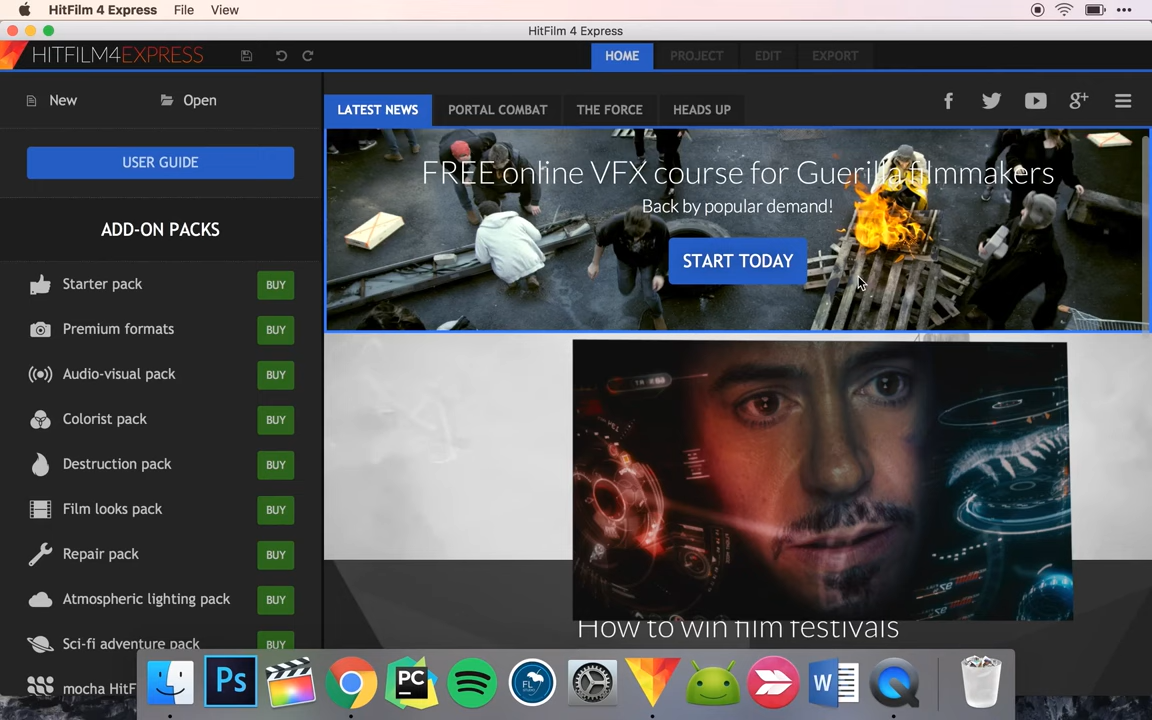 HitFilm 4 Express File View
HitFilm 4 Express
HITFILM4EXPRESS
HOME PROJECT EDIT EXPORT
New Open
LATEST NEWS PORTAL COMBAT THE FORCE HEADS UP
USER GUIDE
FREE online VFX course for Guerilla filmmakers
Back by popular demand!
START TODAY
ADD-ON PACKS
Starter pack BUY
Premium formats BUY
Audio-visual pack BUY
Colorist pack BUY
Destruction pack BUY
Film looks pack BUY
Repair pack BUY
Atmospheric lighting pack BUY
Sci-fi adventure pack BUY
mocha HitF
How to win film festivals
Ps
PC
FL
W